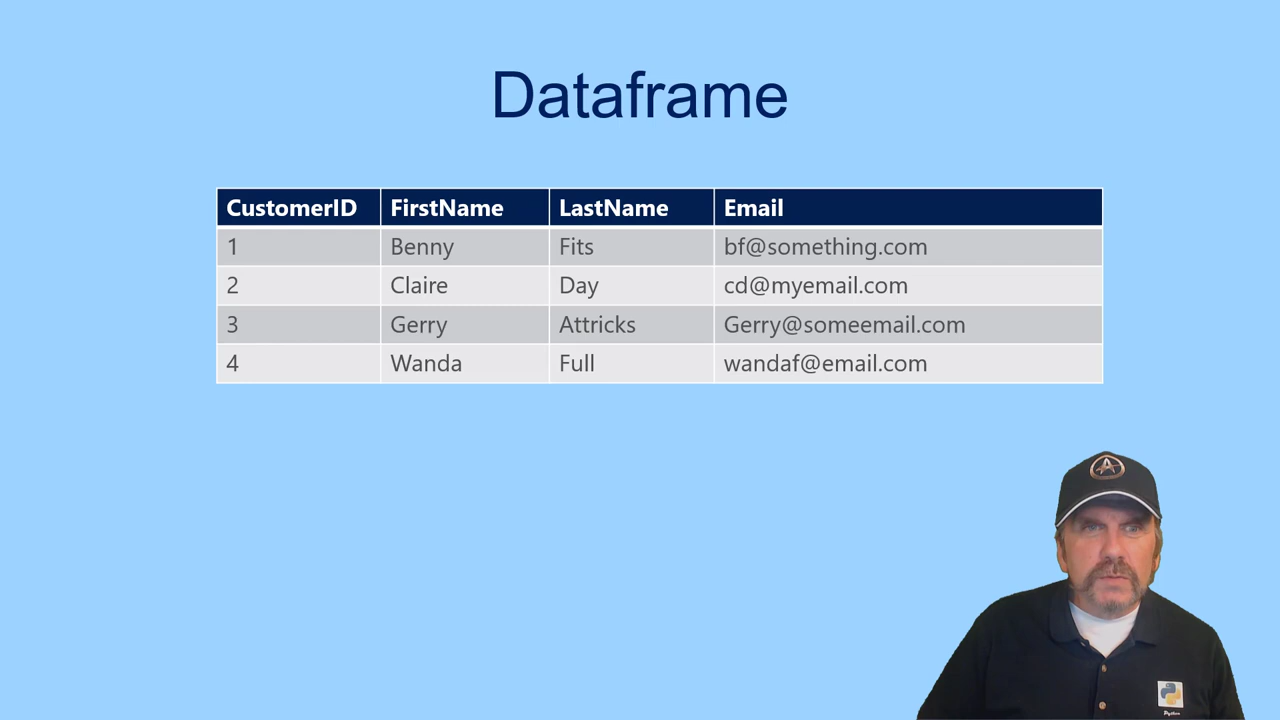 Dataframe
CustomerID FirstName LastName Email
1 Benny Fits bf@something.com
2 Claire Day cd@myemail.com
3 Gerry Attricks Gerry@someemail.com
4 Wanda Full wandaf@email.com
Python